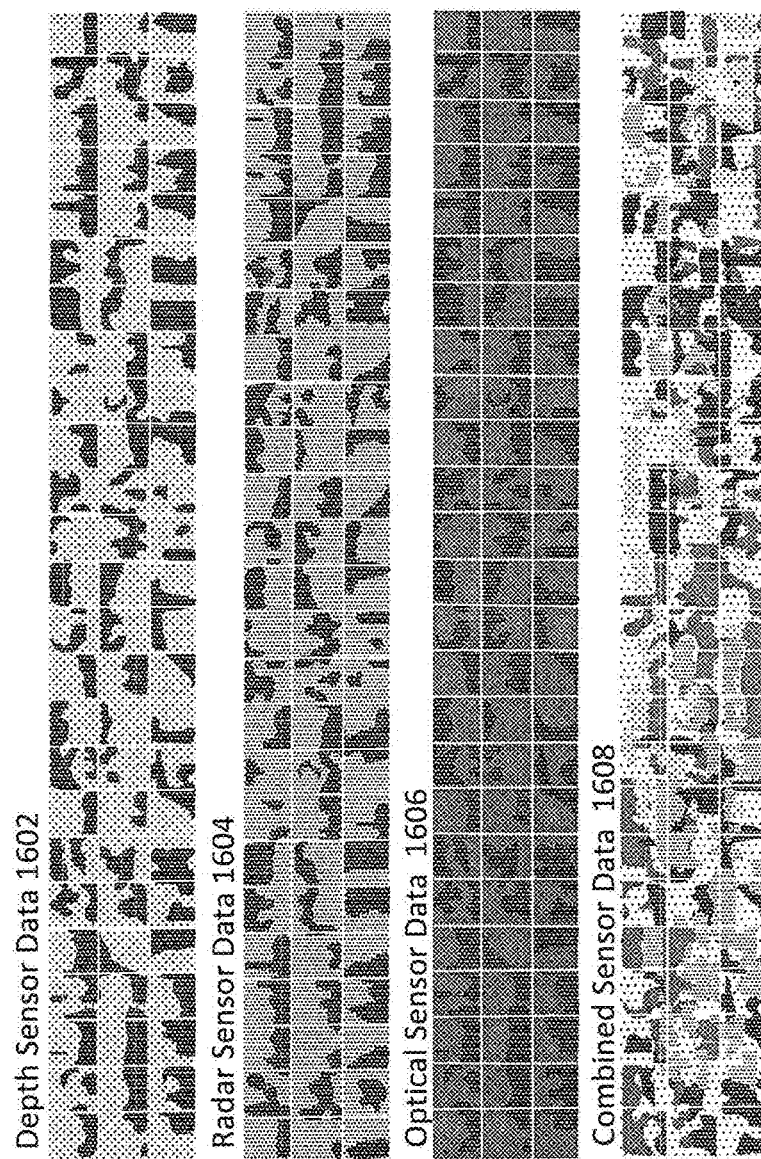 Depth Sensor Data 1602
Radar Sensor Data 1604
Optical Sensor Data 1606
Combined Sensor Data 1608